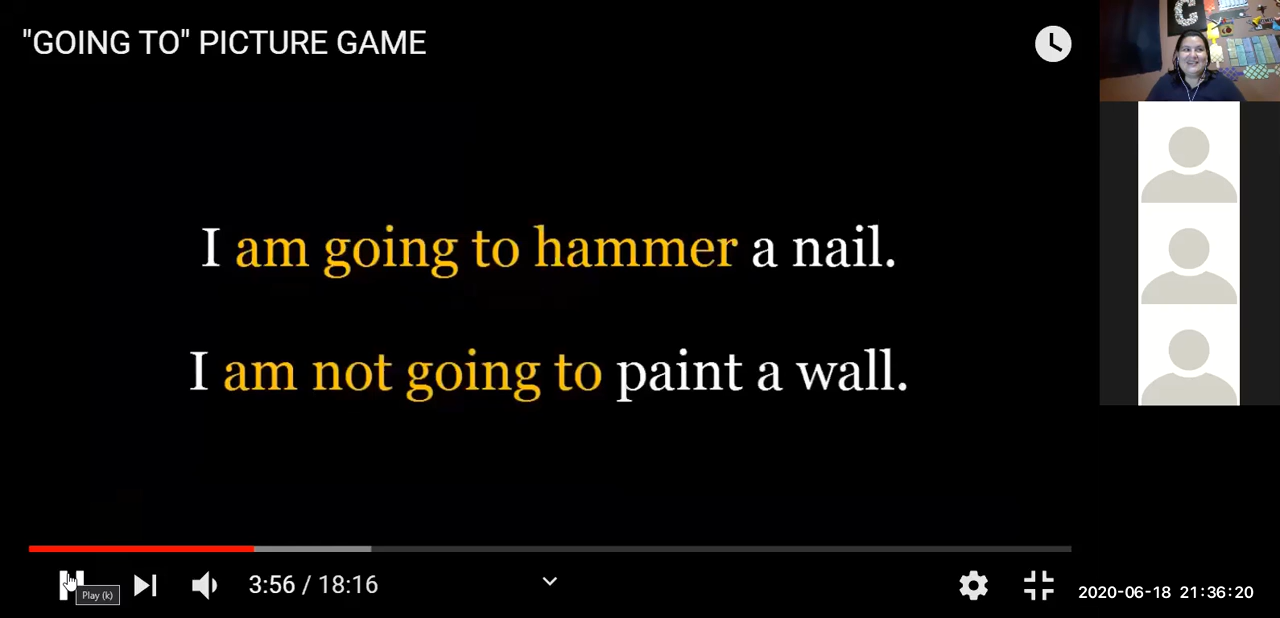 "GOING TO" PICTURE GAME
C
I am going to hammer a nail.
I am not going to paint a wall.
Play (k)
3:56 / 18:16
2020-06-18 21:36:20